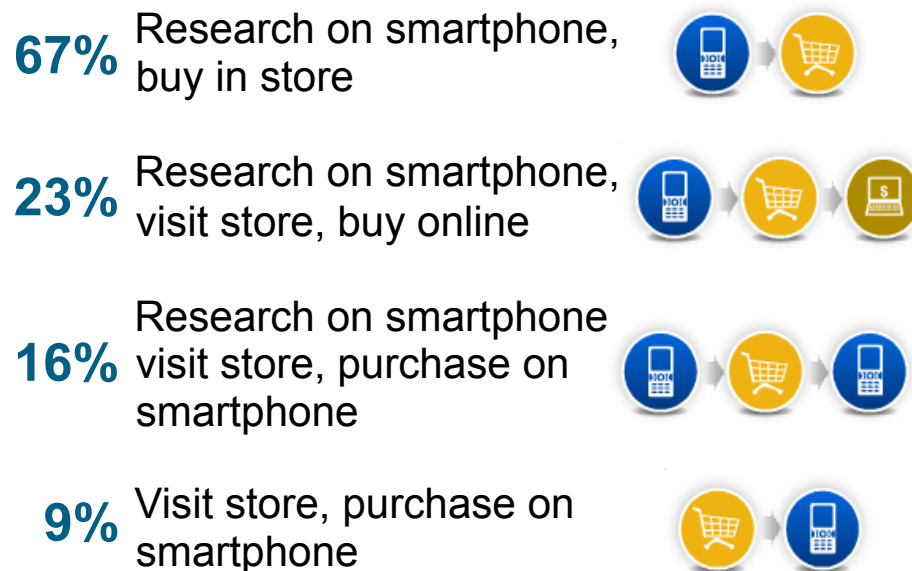 67% Research on smartphone,
buy in store
23% Research on smartphone,
visit store, buy online
16% Research on smartphone
visit store, purchase on
smartphone
9% Visit store, purchase on
smartphone
S